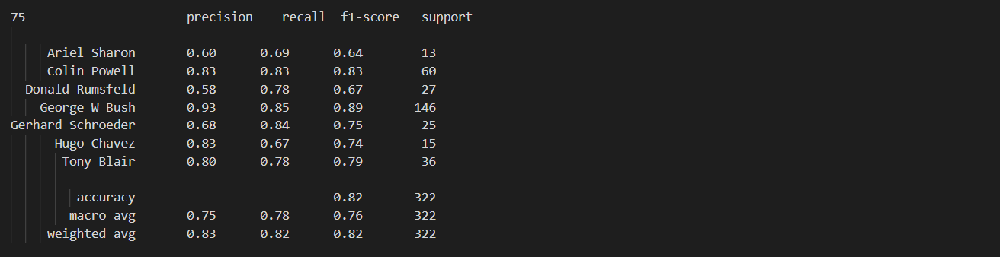 75 precision recall f1-score support
Ariel Sharon 0.60 0.69 0.64 13
Colin Powell 0.83 0.83 0.83 60
Donald Rumsfeld 0.58 0.78 0.67 27
George W Bush 0.93 0.85 0.89 146
Gerhard Schroeder 0.68 0.84 0.75 25
Hugo Chavez 0.83 0.67 0.74 15
Tony Blair 0.80 0.78 0.79 36
accuracy 0.82 322
macro avg 0.75 0.78 0.76 322
weighted avg 0.83 0.82 0.82 322